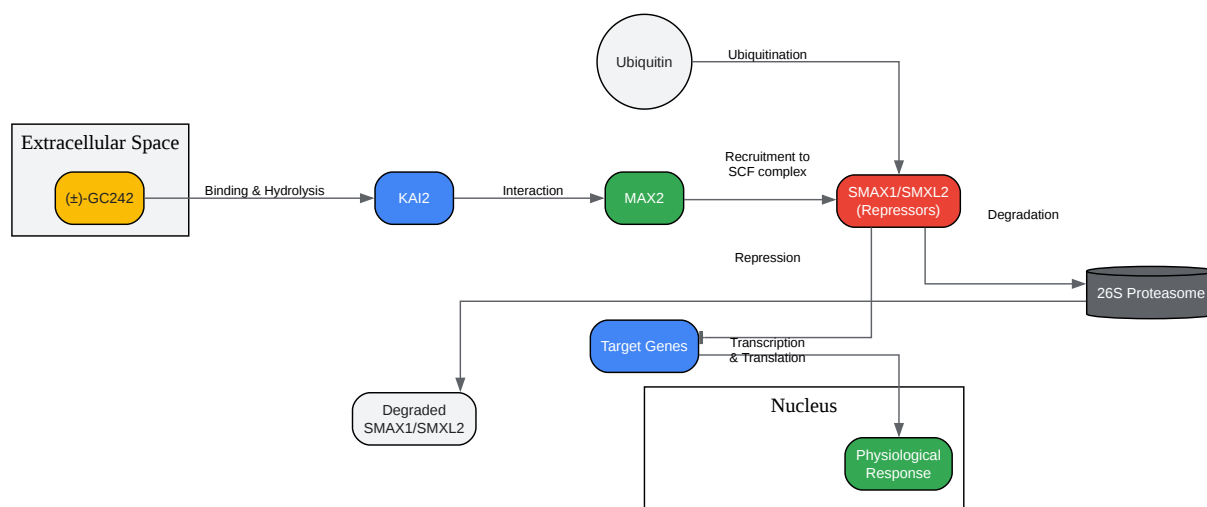 Ubiquitin
Ubiquitination
Extracellular Space
(±)-GC242
Binding & Hydrolysis
KAI2
Interaction
MAX2
Recruitment to
SCF complex
SMAX1/SMXL2
(Repressors)
Degradation
Repression
26S Proteasome
Target Genes
Transcription
& Translation
Degraded
SMAX1/SMXL2
Nucleus
Physiological
Response